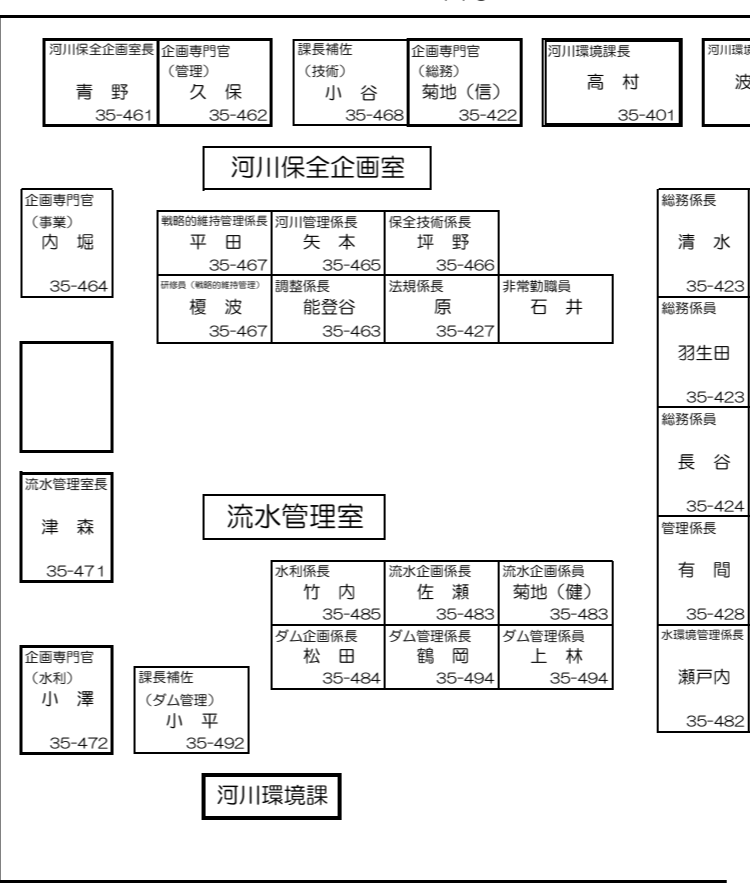 河川保全企画室長
青　野
35-461
企画専門官
（管理）
久　保
35-462
課長補佐
（技術）
小　谷
35-468
企画専門官
（総務）
菊地（信）
35-422
河川環境課長
高　村
35-401
河川環境
波
河川保全企画室
企画専門官
（事業）
内　堀
35-464
戦略的維持管理係長
平　田
35-467
河川管理係長
矢　本
35-465
保全技術係長
坪　野
35-466
研修員（戦略的維持管理）
榎　波
35-467
調整係長
能登谷
35-463
法規係長
原
35-427
非常勤職員
石　井
総務係長
清　水
35-423
総務係員
羽生田
35-423
総務係員
長　谷
35-424
管理係長
有　間
35-428
水環境管理係長
瀬戸内
35-482
流水管理室長
津　森
35-471
流水管理室
水利係長
竹　内
35-485
流水企画係長
佐　瀬
35-483
流水企画係員
菊地（健）
35-483
ダム企画係長
松　田
35-484
ダム管理係長
鶴　岡
35-494
ダム管理係員
上　林
35-494
企画専門官
（水利）
小　澤
35-472
課長補佐
（ダム管理）
小　平
35-492
河川環境課